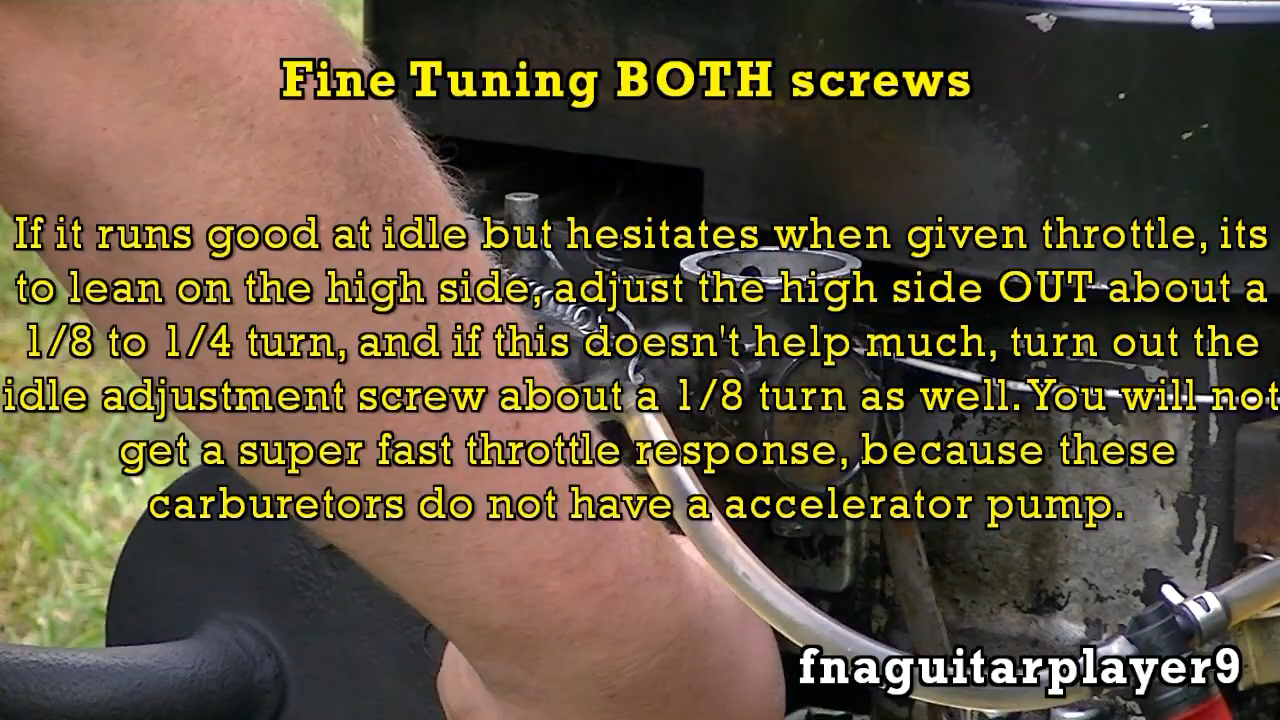 Fine Tuning BOTH screws
If it runs good at idle but hesitates when given throttle, its
to lean on the high side, adjust the high side OUT about a
1/8 to 1/4 turn, and if this doesn't help much, turn out the
idle adjustment screw about a 1/8 turn as well. You will not
get a super fast throttle response, because these
carburetors do not have a accelerator pump.
fnaguitarplayer9